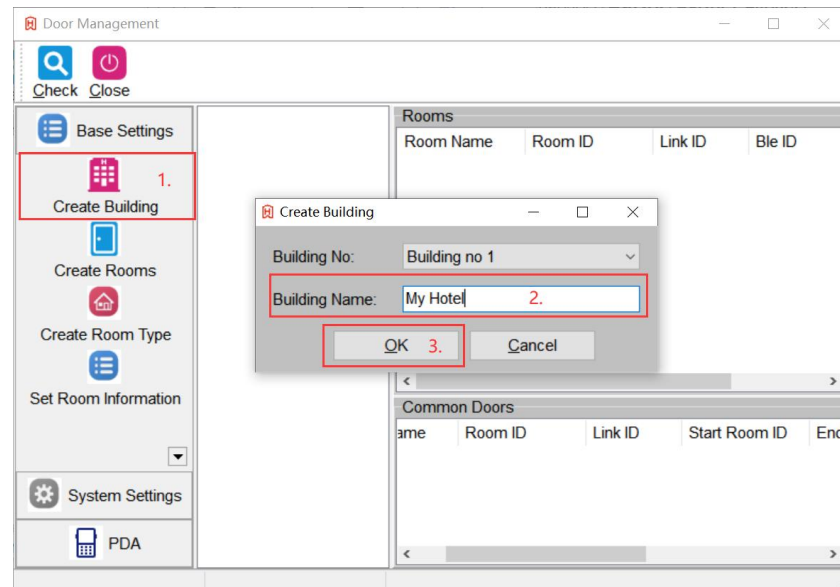 Door Management
Check Close
Base Settings
1.
Create Building
Create Rooms
Create Room Type
Set Room Information
System Settings
PDA
Rooms
Room Name Room ID Link ID Ble ID
Create Building
Building No: Building no 1
Building Name: My Hotel 2.
OK 3. Cancel
Common Doors
ame Room ID Link ID Start Room ID End